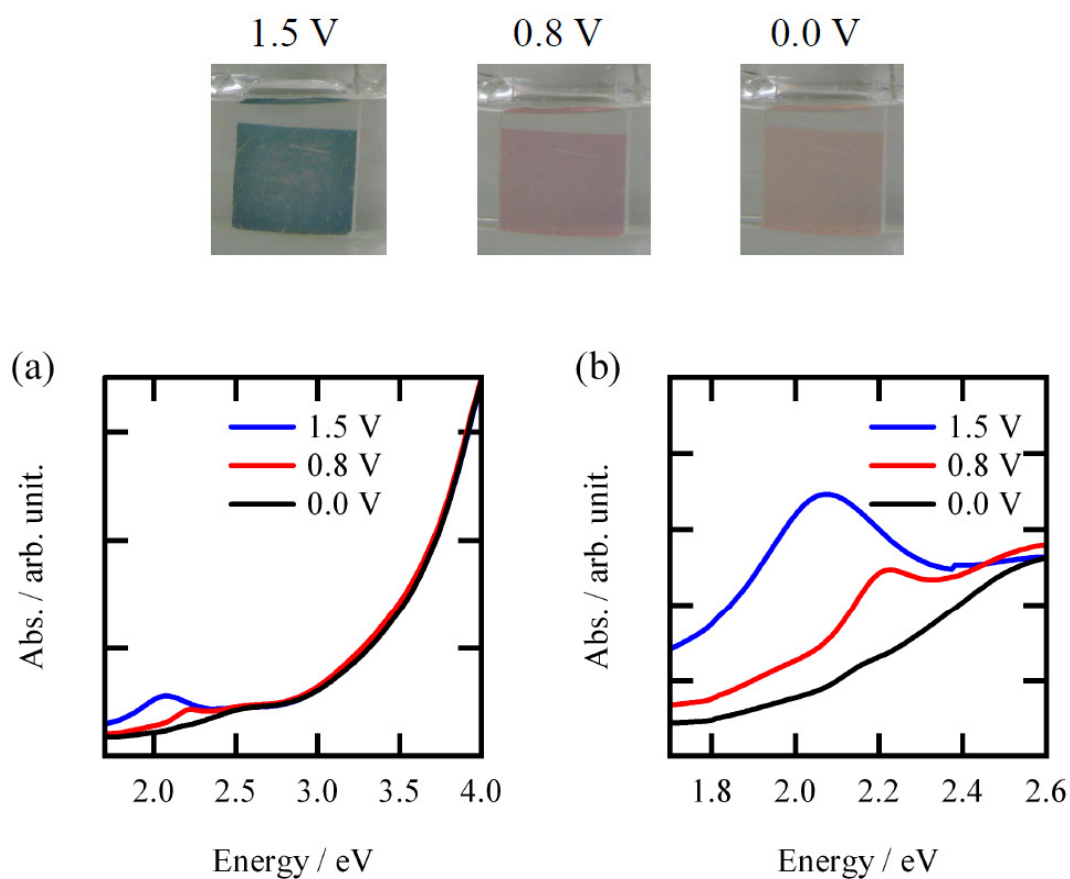 1.5 V 0.8 V 0.0 V
(a)
1.5 V
0.8 V
0.0 V
Abs. / arb. unit.
2.0 2.5 3.0 3.5 4.0
Energy / eV
(b)
1.5 V
0.8 V
0.0 V
Abs. / arb. unit.
1.8 2.0 2.2 2.4 2.6
Energy / eV